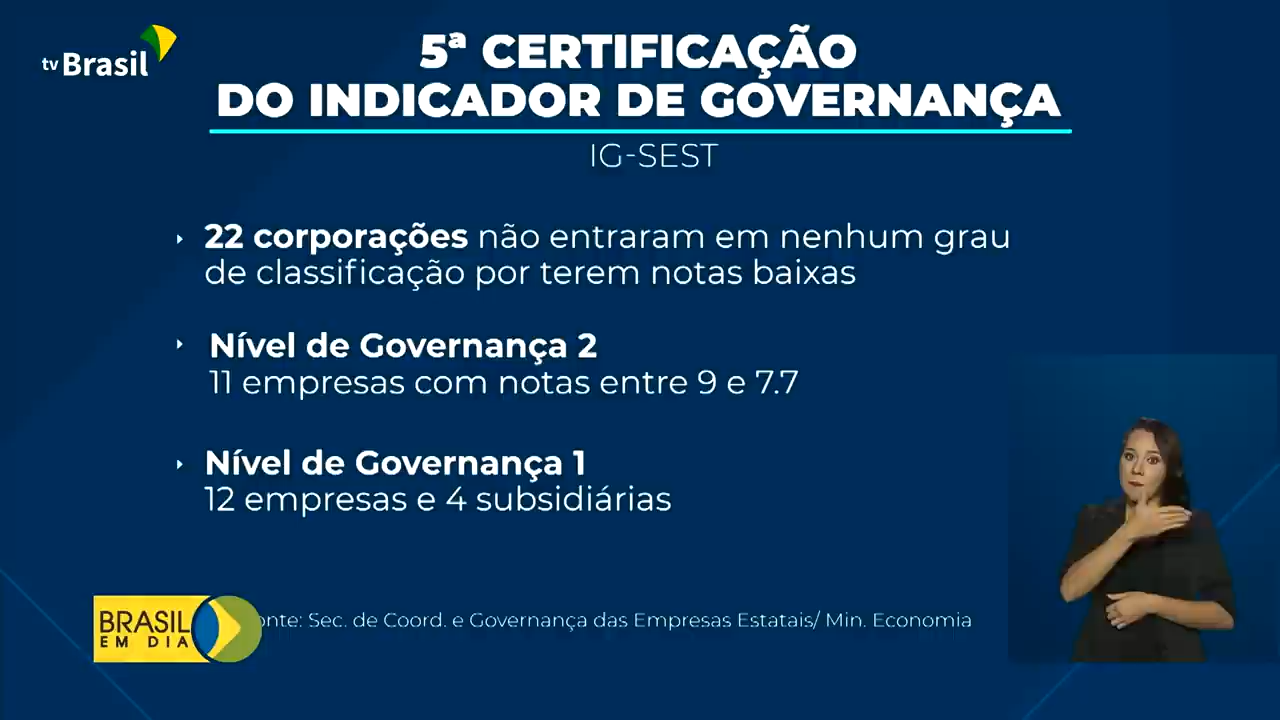 tv Brasil
5ª CERTIFICAÇÃO
DO INDICADOR DE GOVERNANÇA
IG-SEST
22 corporações não entraram em nenhum grau
de classificação por terem notas baixas
Nível de Governança 2
11 empresas com notas entre 9 e 7.7
Nível de Governança 1
12 empresas e 4 subsidiárias
BRASIL
EM DIA
onte: Sec. de Coord. e Governança das Empresas Estatais/ Min. Economia